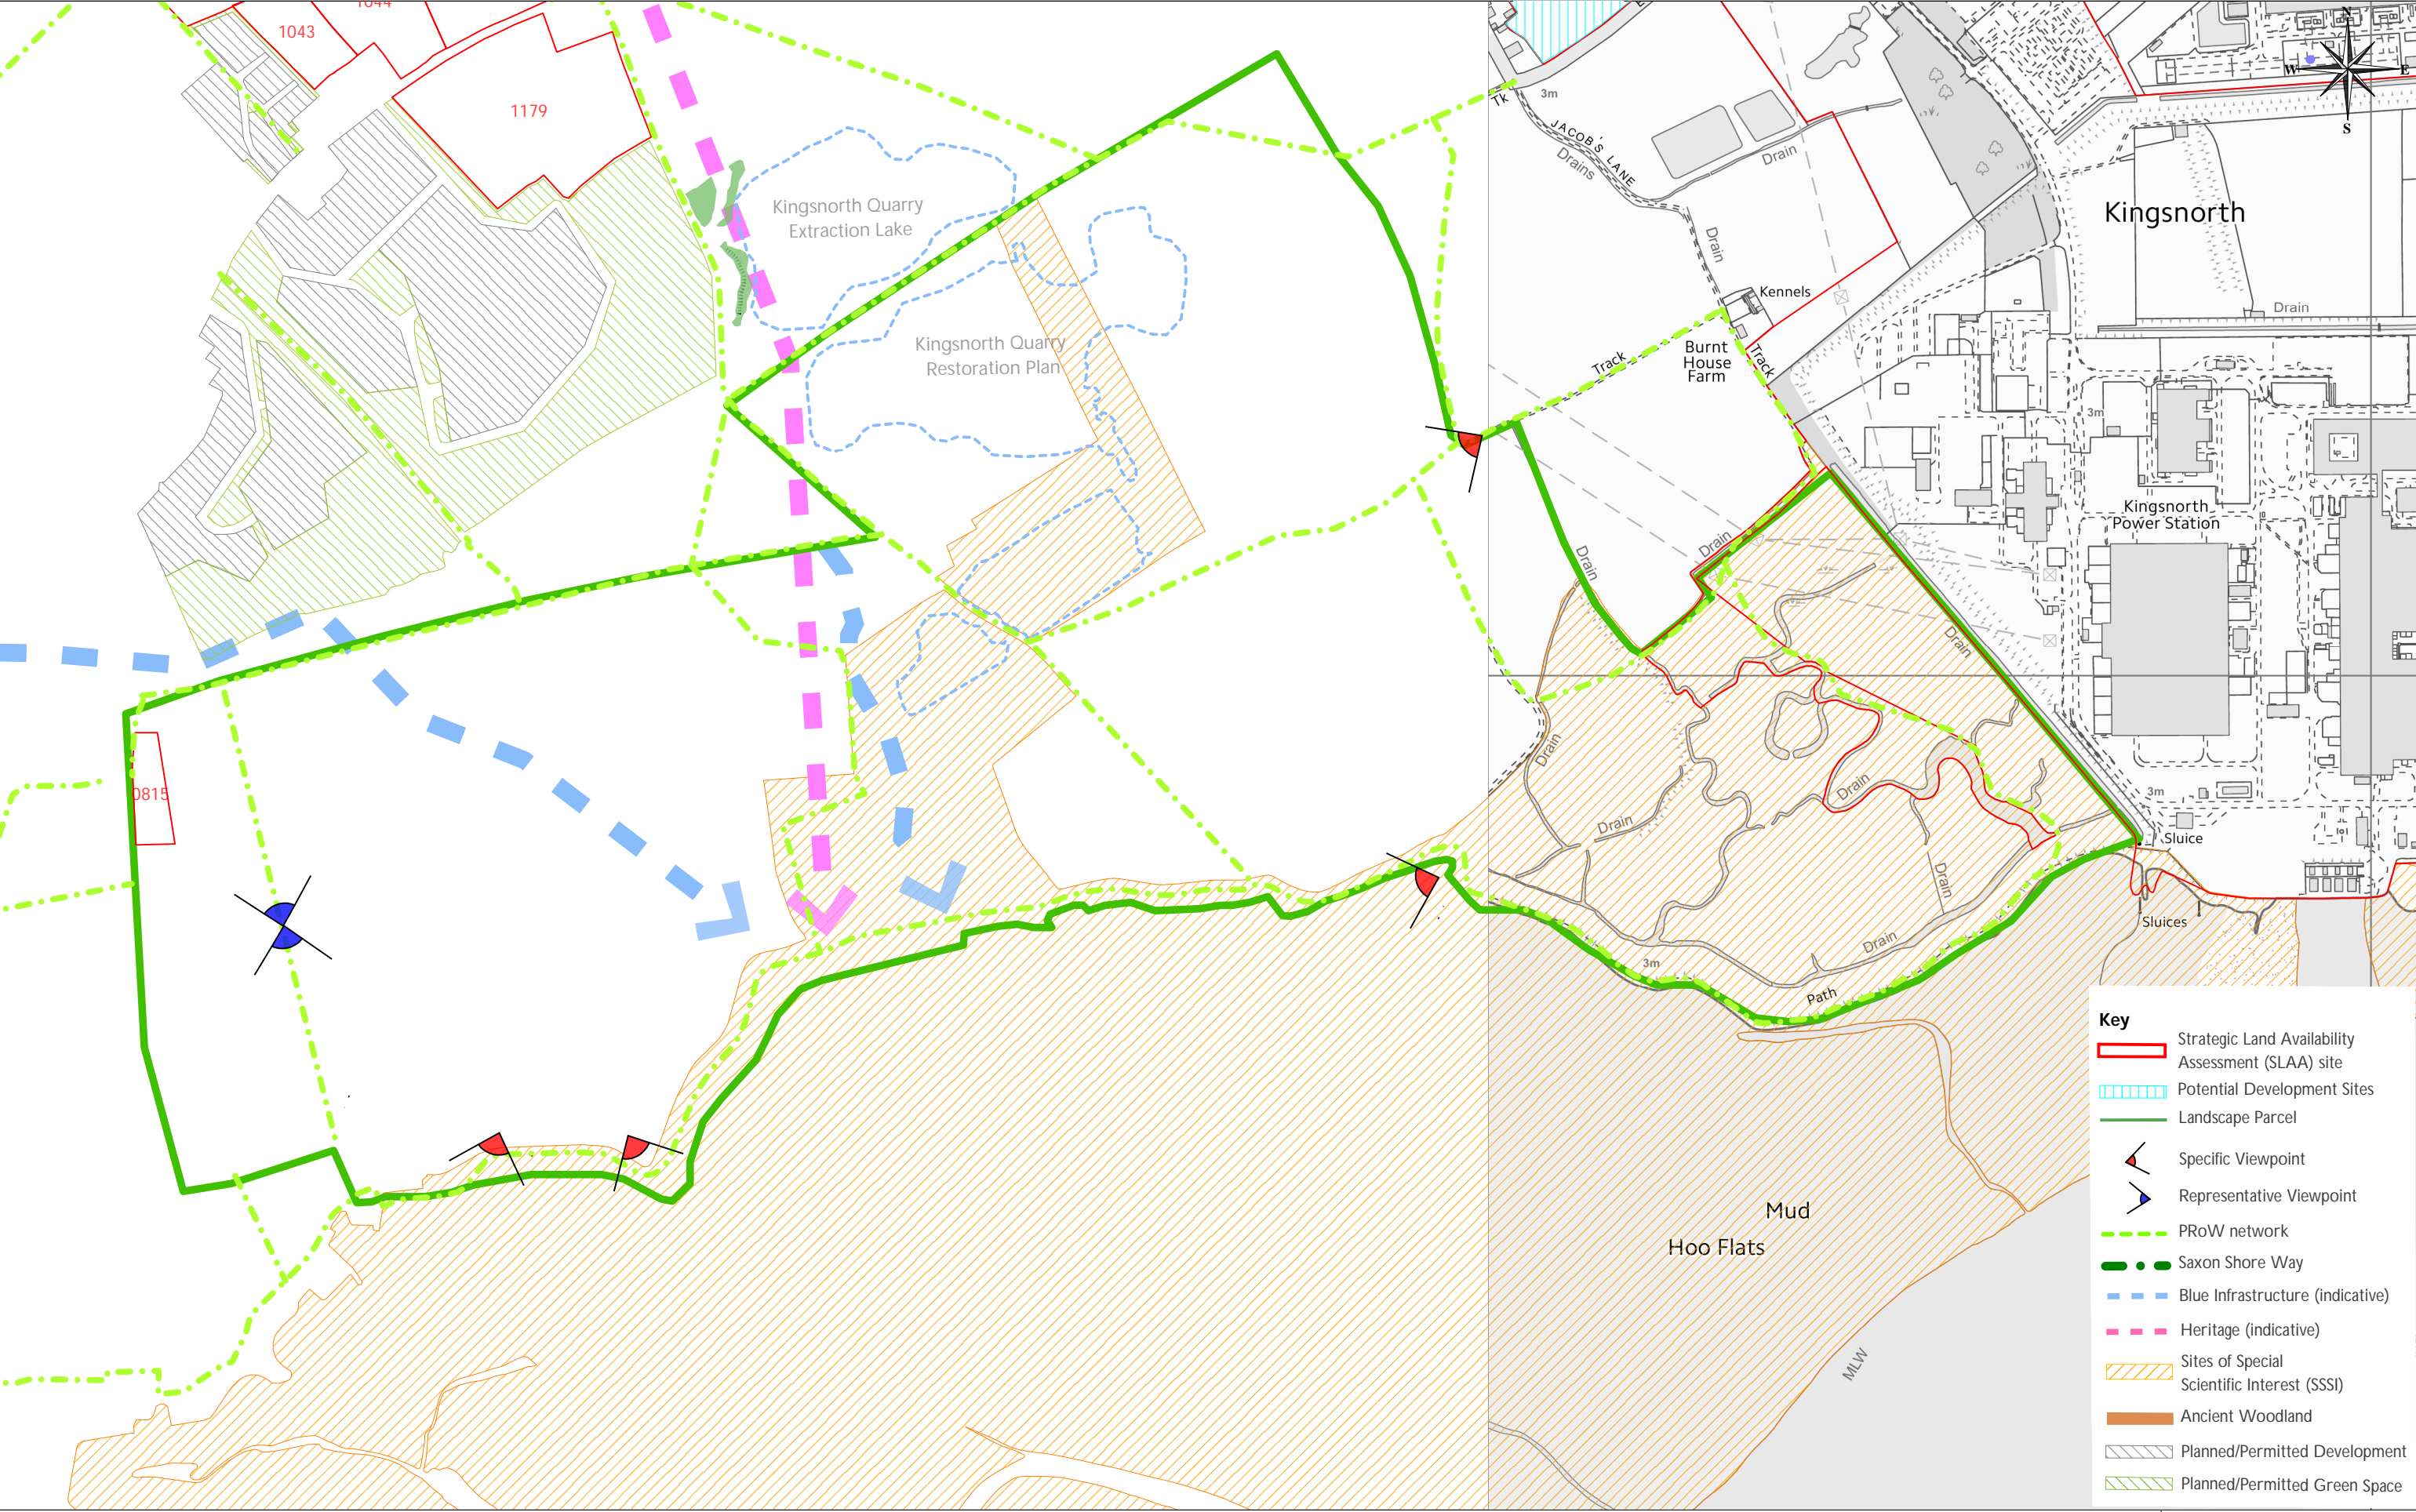 1044
1043
1179
Kingsnorth Quarry
Extraction Lake
Kingsnorth Quarry
Restoration Plan
0815
Tk
3m
JACOB'S LANE
Drains
Drain
Drain
Kennels
Burnt
House
Farm
Track
Track
Kingsnorth
N
W
E
S
Drain
3m
Kingsnorth
Power Station
Drain
Drain
Drain
Drain
Drain
Drain
Drain
Drain
3m
Path
3m
Sluice
Sluices
Mud
Hoo Flats
MLW
Key
Strategic Land Availability
Assessment (SLAA) site
Potential Development Sites
Landscape Parcel
Specific Viewpoint
Representative Viewpoint
PRoW network
Saxon Shore Way
Blue Infrastructure (indicative)
Heritage (indicative)
Sites of Special
Scientific Interest (SSSI)
Ancient Woodland
Planned/Permitted Development
Planned/Permitted Green Space